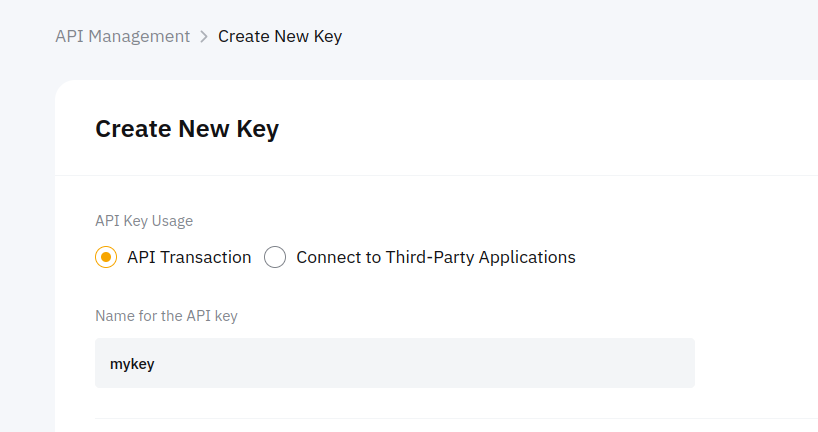 API Management > Create New Key
Create New Key
API Key Usage
API Transaction Connect to Third-Party Applications
Name for the API key
mykey